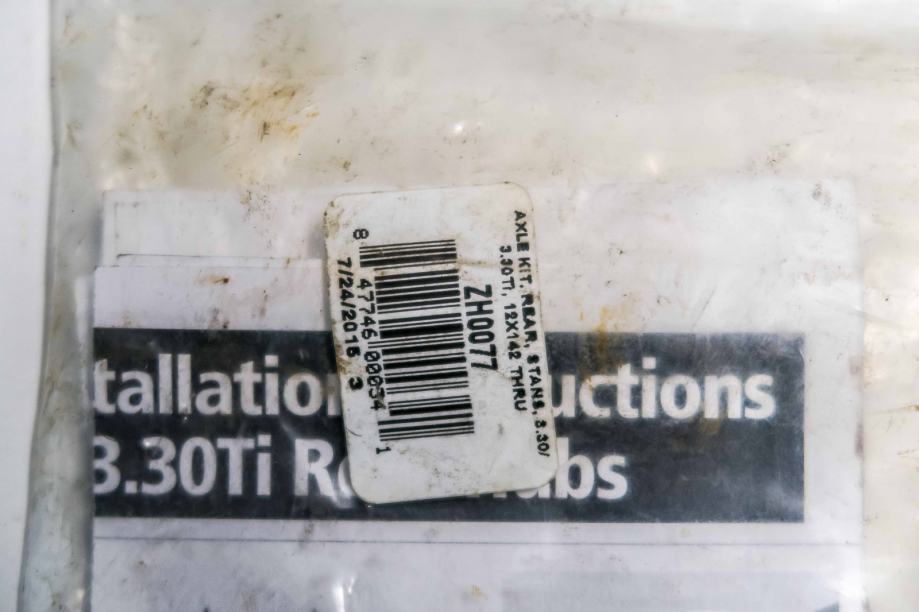 AXLE KIT, REAR, STANS, 3.30/
3.30TI, 12X142 THRU
ZH0077
8 47746 00034 1
7/24/2015 3
tallatio uctions
3.30Ti R ubs